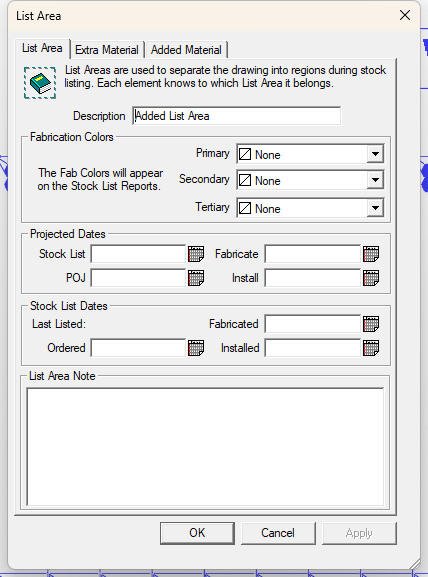 List Area
List Area Extra Material Added Material
List Areas are used to separate the drawing into regions during stock
listing. Each element knows to which List Area it belongs.
Description Added List Area
Fabrication Colors
Primary None
The Fab Colors will appear
on the Stock List Reports.
Secondary None
Tertiary None
Projected Dates
Stock List Fabricate
POJ Install
Stock List Dates
Last Listed: Fabricated
Ordered Installed
List Area Note
OK Cancel Apply